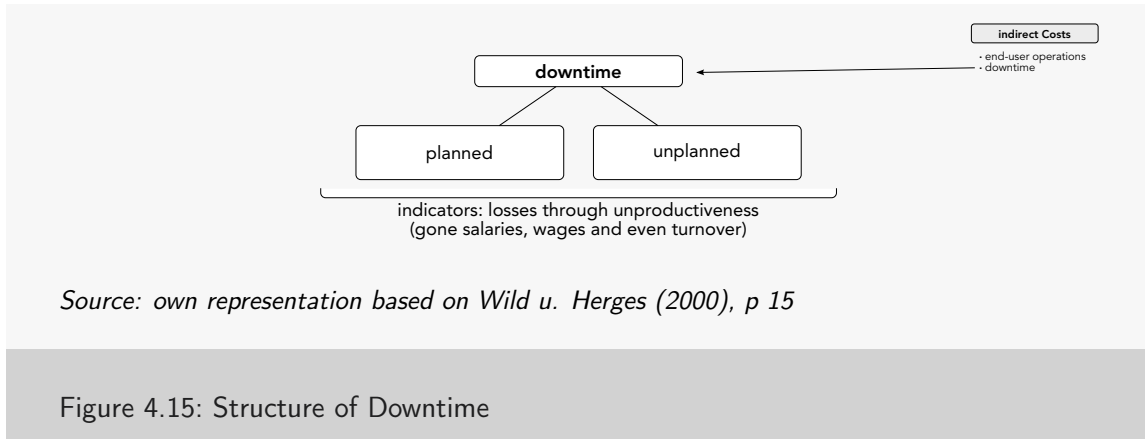 indirect Costs
· end-user operations
· downtime
downtime
planned
unplanned
indicators: losses through unproductiveness
(gone salaries, wages and even turnover)
Source: own representation based on Wild u. Herges (2000), p 15
Figure 4.15: Structure of Downtime